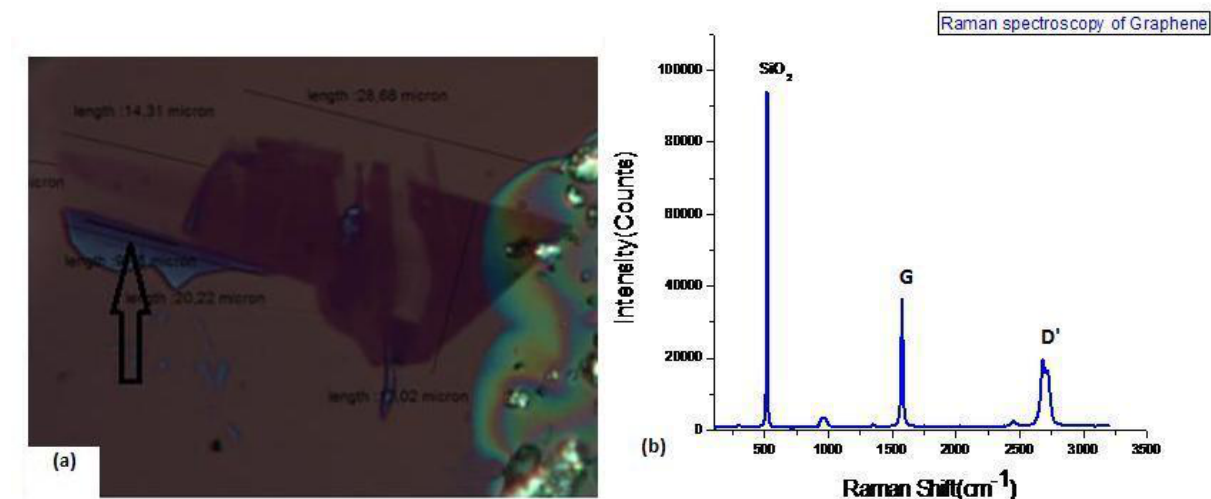 length :28,68 micron
length :14,31 micron
micron
micron
length :20,22 micron
length
02 micron
(a)
Raman spectroscopy of Graphene
Intensity(Counts)
100000
80000
60000
40000
20000
0
SiO2
G
D'
500
1000
1500
2000
2500
3000
3500
(b)
Raman Shift(cm-1)